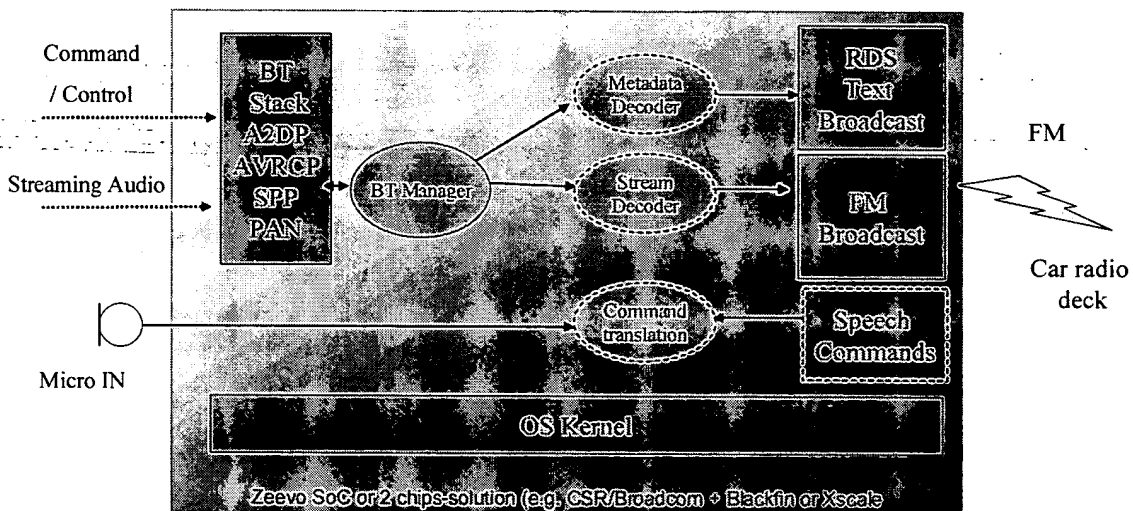 Command
/ Control
Streaming Audio
Micro IN
BT
Stack
A2DP
AVRCP
SPP
PAN
BT Manager
Metadata
Decoder
Stream
Decoder
Command
translation
RDS
Text
Broadcast
FM
Broadcast
Speech
Commands
OS Kernel
Zeevo SoC or 2 chips-solution (e.g. CSR/Broadcom + Blackfin or Xscale
FM
Car radio
deck